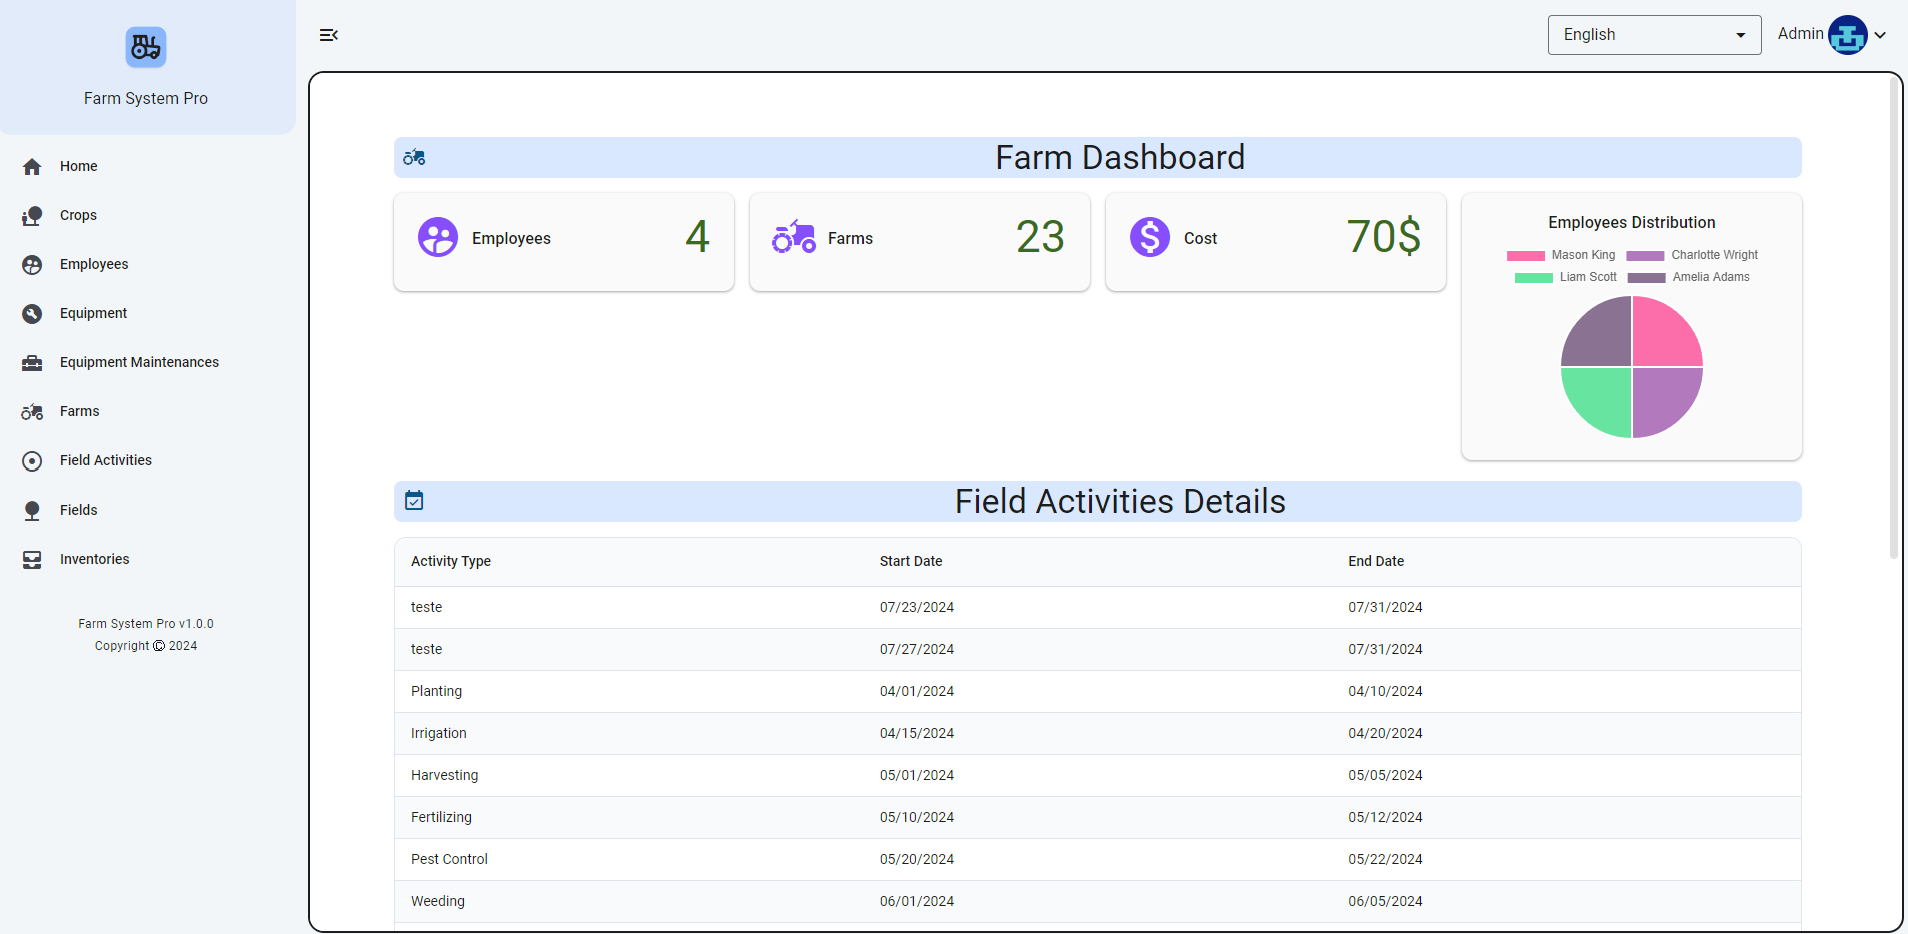 Farm System Pro
Home
Crops
Employees
Equipment
Equipment Maintenances
Farms
Field Activities
Fields
Inventories
Farm System Pro v1.0.0
Copyright © 2024
English
Admin
Farm Dashboard
Employees 4
Farms 23
Cost 70$
Employees Distribution
Mason King Charlotte Wright
Liam Scott Amelia Adams
Field Activities Details
Activity Type Start Date End Date
teste 07/23/2024 07/31/2024
teste 07/27/2024 07/31/2024
Planting 04/01/2024 04/10/2024
Irrigation 04/15/2024 04/20/2024
Harvesting 05/01/2024 05/05/2024
Fertilizing 05/10/2024 05/12/2024
Pest Control 05/20/2024 05/22/2024
Weeding 06/01/2024 06/05/2024